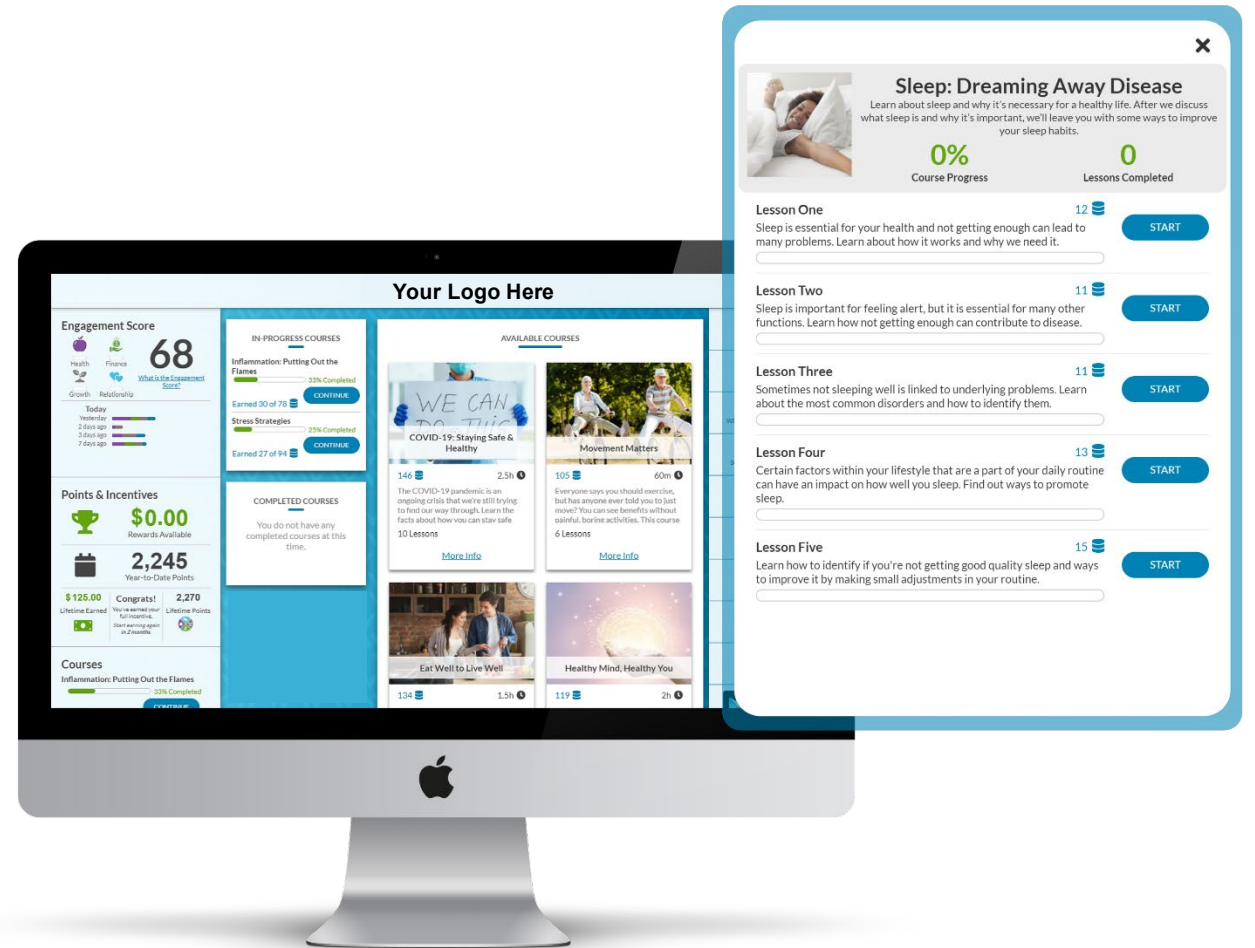 Sleep: Dreaming Away Disease
Learn about sleep and why it's necessary for a healthy life. After we discuss
what sleep is and why it's important, we'll leave you with some ways to improve
your sleep habits.
0%
Course Progress
0
Lessons Completed
Lesson One
12
Sleep is essential for your health and not getting enough can lead to
many problems. Learn about how it works and why we need it.
START
Lesson Two
11
Sleep is important for feeling alert, but it is essential for many other
functions. Learn how not getting enough can contribute to disease.
START
Lesson Three
11
Sometimes not sleeping well is linked to underlying problems. Learn
about the most common disorders and how to identify them.
START
Lesson Four
13
Certain factors within your lifestyle that are a part of your daily routine
can have an impact on how well you sleep. Find out ways to promote
sleep.
START
Lesson Five
15
Learn how to identify if you're not getting good quality sleep and ways
to improve it by making small adjustments in your routine.
START
Your Logo Here
Engagement Score
Health
Finance
68
Growth
Relationship
What is the Engagement
Score?
Today
Yesterday
2 days ago
3 days ago
7 days ago
Points & Incentives
$0.00
Rewards Available
2,245
Year-to-Date Points
$125.00
Lifetime Earned
Congrats!
You've earned your
full incentive.
Start earning again
in 2 months.
2,270
Lifetime Points
Courses
Inflammation: Putting Out the Flames
33% Completed
CONTINUE
IN-PROGRESS COURSES
Inflammation: Putting Out the
Flames
33% Completed
Earned 30 of 78
CONTINUE
Stress Strategies
25% Completed
Earned 27 of 94
CONTINUE
COMPLETED COURSES
You do not have any
completed courses at this
time.
AVAILABLE COURSES
WE CAN
DO THIS
COVID-19: Staying Safe &
Healthy
146
2.5h
The COVID-19 pandemic is an
ongoing crisis that we're still trying
to find our way through. Learn the
facts about how you can stay safe
10 Lessons
More Info
Movement Matters
105
60m
Everyone says you should exercise,
but has anyone ever told you to just
move? You can see benefits without
painful, boring activities. This course
6 Lessons
More Info
Eat Well to Live Well
134
1.5h
Healthy Mind, Healthy You
119
2h